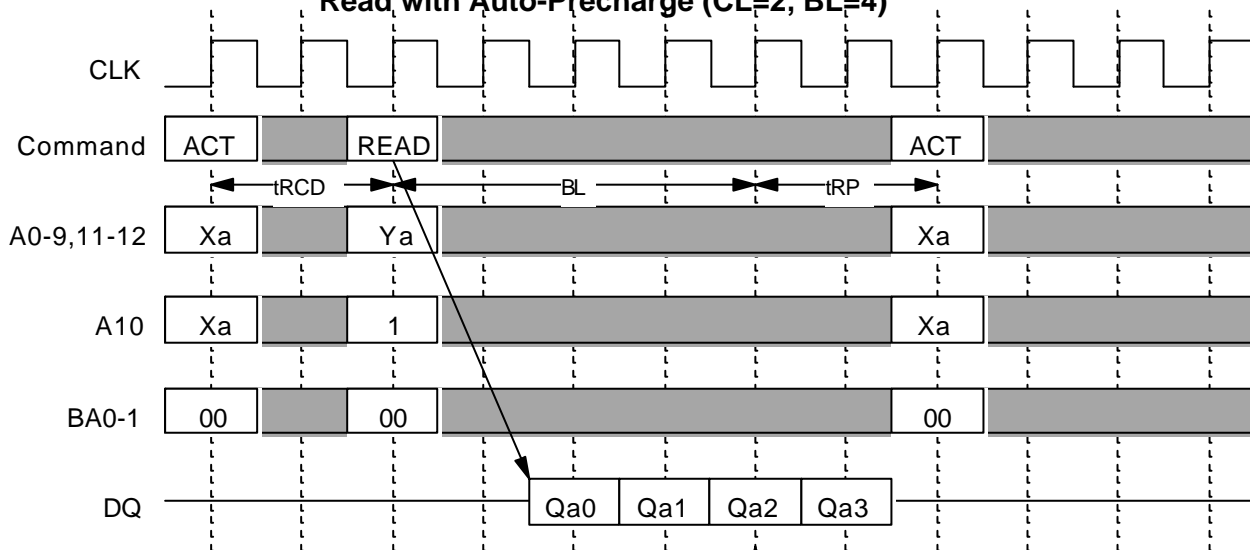 Read with Auto-Precharge (CL=2, BL=4)
CLK
Command ACT READ ACT
tRCD BL tRP
A0-9,11-12 Xa Ya Xa
A10 Xa 1 Xa
BA0-1 00 00 00
DQ Qa0 Qa1 Qa2 Qa3